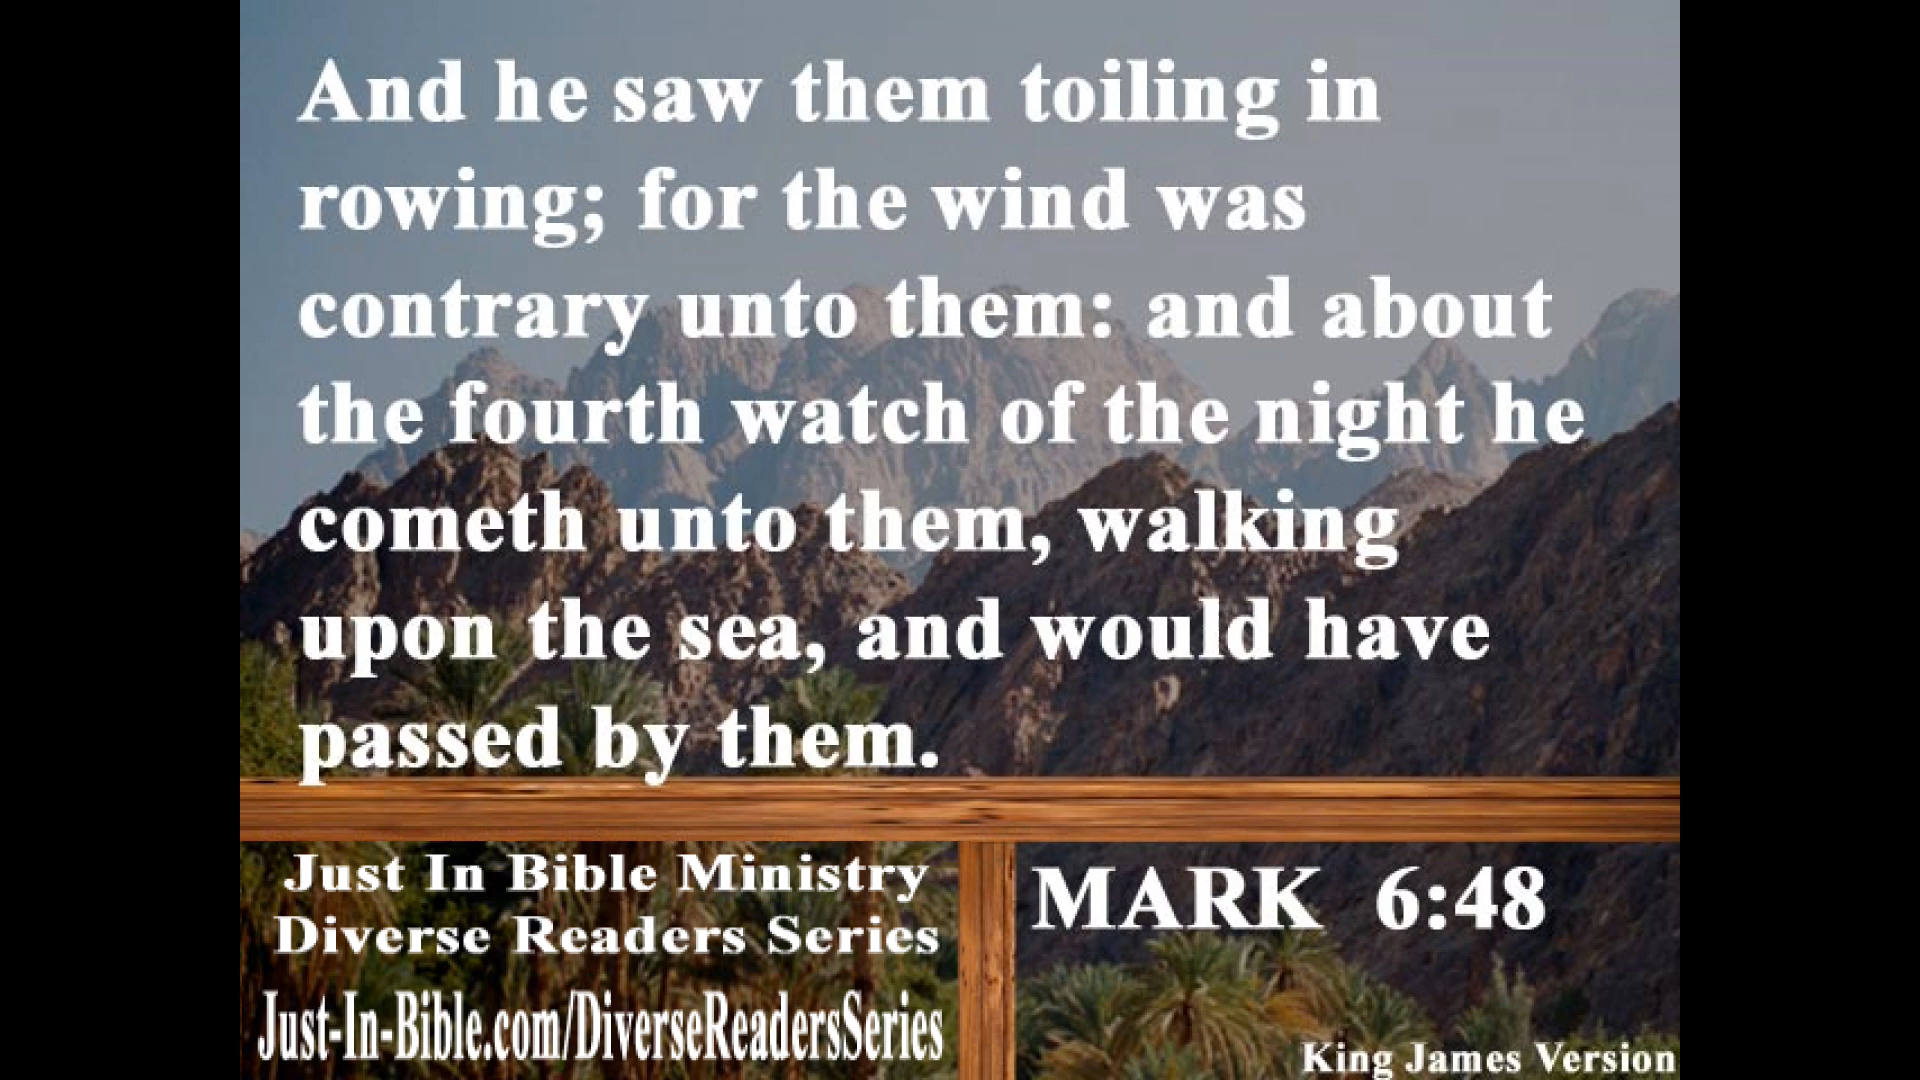 And he saw them toiling in
rowing; for the wind was
contrary unto them: and about
the fourth watch of the night he
cometh unto them, walking
upon the sea, and would have
passed by them.
Just In Bible Ministry
Diverse Readers Series
Just-In-Bible.com/DiverseReadersSeries
MARK 6:48
King James Version